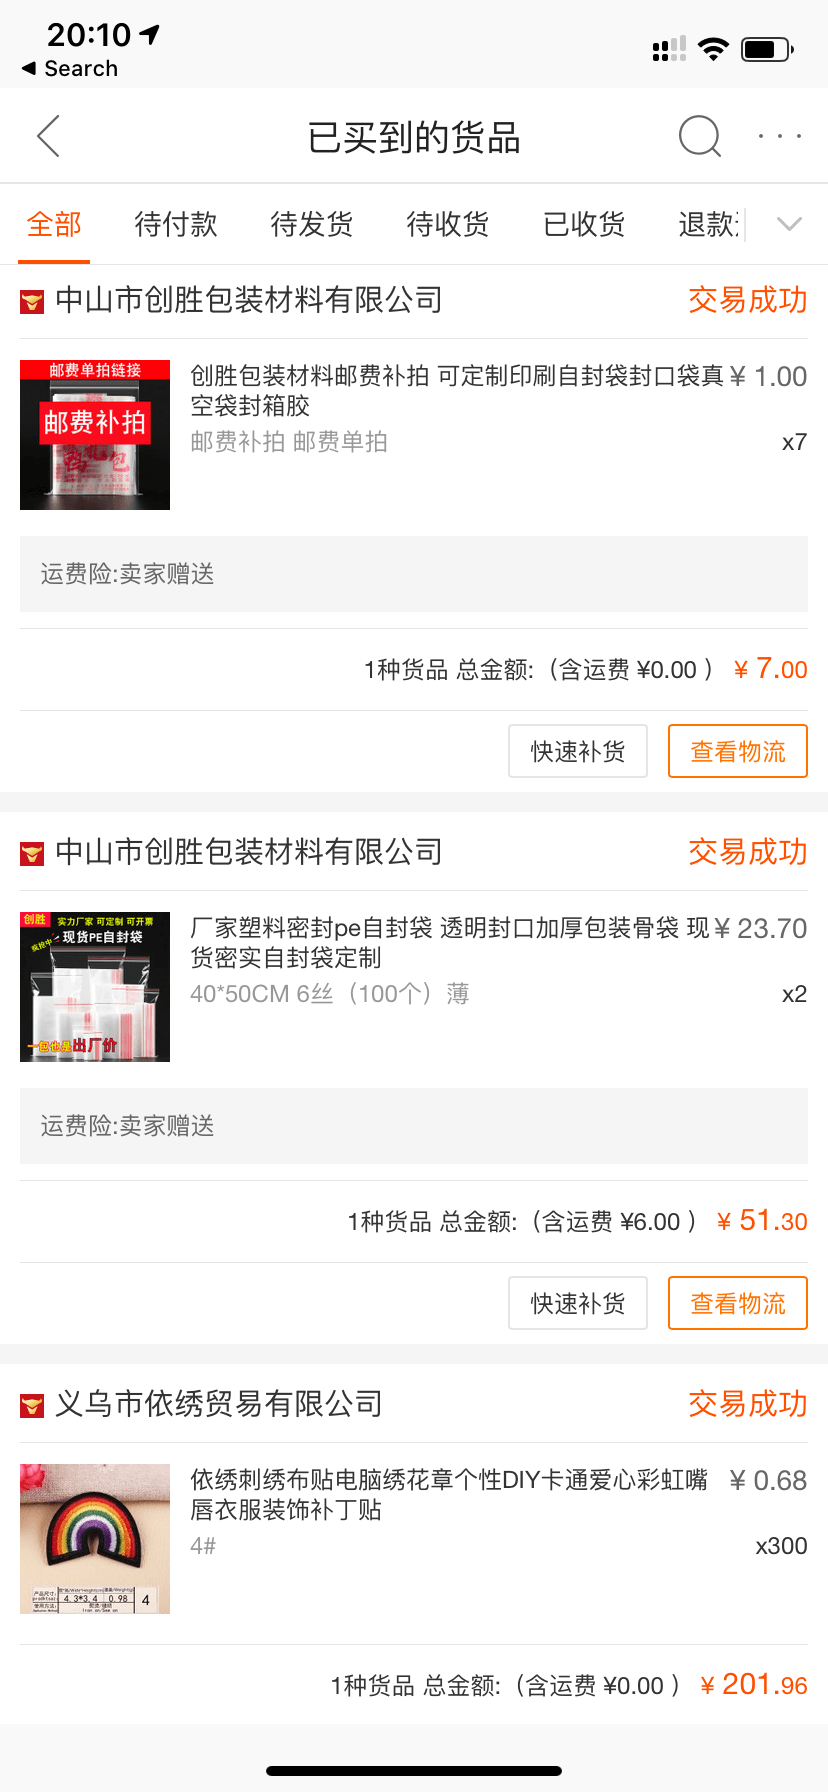 20:10
Search
已买到的货品
全部 待付款 待发货 待收货 已收货 退款
中山市创胜包装材料有限公司 交易成功
邮费单拍链接
邮费补拍
创胜包装材料邮费补拍 可定制印刷自封袋封口袋真 ¥ 1.00
空袋封箱胶
邮费补拍 邮费单拍 x7
运费险:卖家赠送
1种货品 总金额:（含运费 ¥0.00 ） ¥ 7.00
快速补货 查看物流
中山市创胜包装材料有限公司 交易成功
创胜 实力厂家 可定制 可开票
疯抢中 现货PE自封袋
一包也是出厂价
厂家塑料密封pe自封袋 透明封口加厚包装骨袋 现 ¥ 23.70
货密实自封袋定制
40*50CM 6丝（100个）薄 x2
运费险:卖家赠送
1种货品 总金额:（含运费 ¥6.00 ） ¥ 51.30
快速补货 查看物流
义乌市依绣贸易有限公司 交易成功
依绣刺绣布贴电脑绣花章个性DIY卡通爱心彩虹嘴 ¥ 0.68
唇衣服装饰补丁贴
4# x300
产品尺寸:
4.3*3.4 0.98 4
使用方法:
1种货品 总金额:（含运费 ¥0.00 ） ¥ 201.96